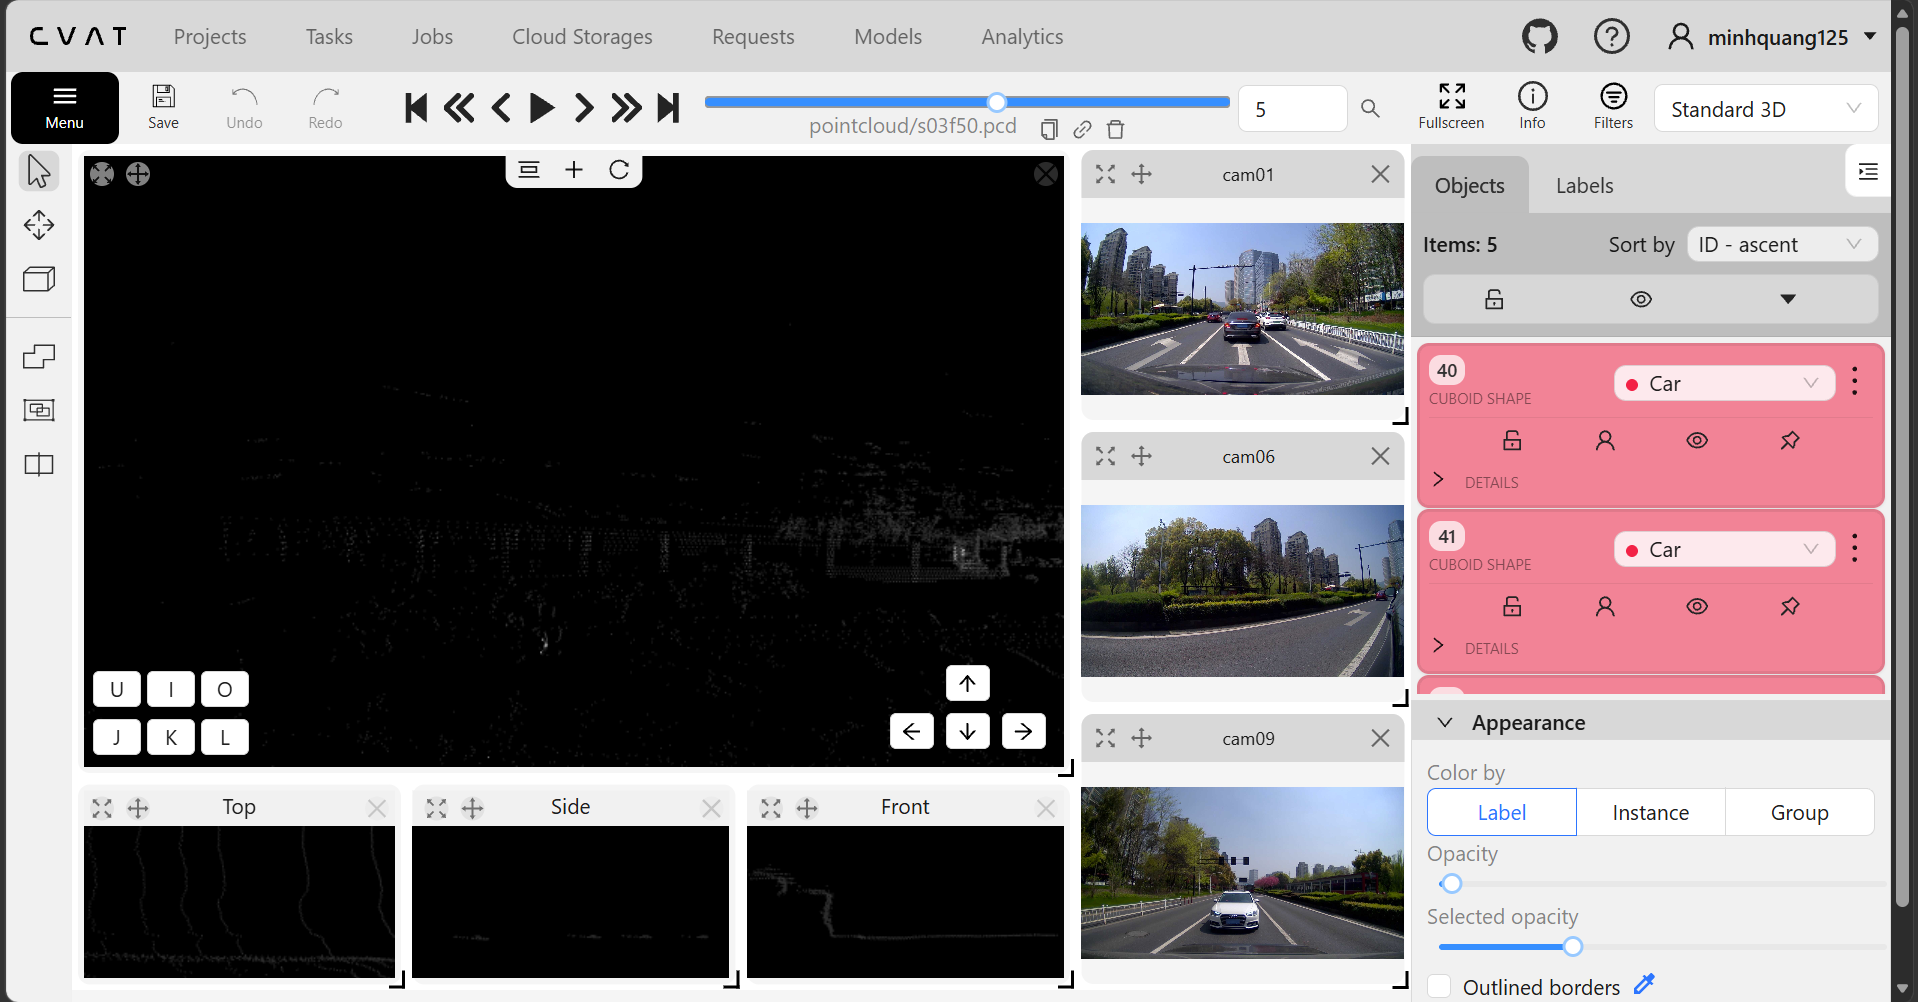 CVAT Projects Tasks Jobs Cloud Storages Requests Models Analytics minhquang125
Menu Save Undo Redo pointcloud/s03f50.pcd 5 Fullscreen Info Filters Standard 3D
cam01
Objects Labels
Items: 5 Sort by ID - ascent
40 Car
CUBOID SHAPE
DETAILS
41 Car
CUBOID SHAPE
DETAILS
cam06
U I O
J K L
Appearance
cam09
Color by
Label Instance Group
Top Side Front
Opacity
Selected opacity
Outlined borders